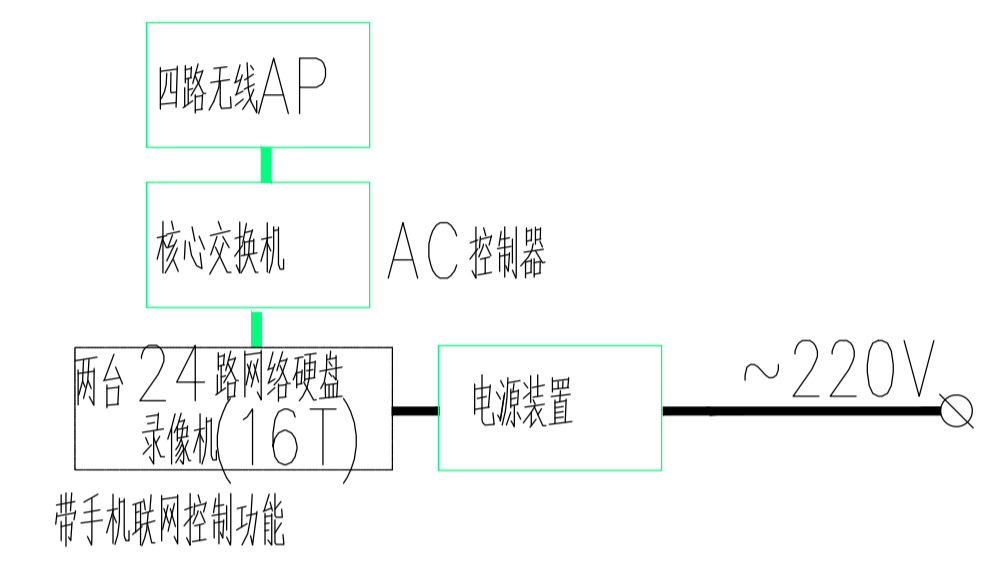 四路无线AP
核心交换机
AC控制器
两台24路网络硬盘
录像机(16T)
电源装置
~220V
带手机联网控制功能